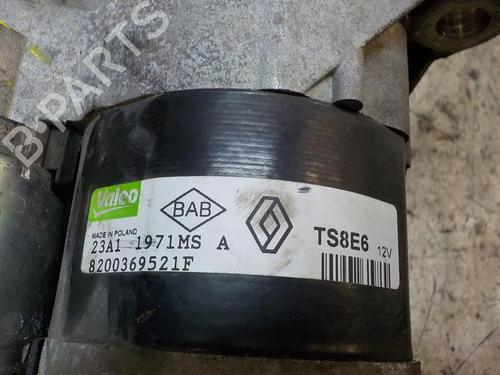 B-PARTS
Valeo
MADE IN POLAND
BAB
TS8E6 12V
23A1 1971MS A
8200369521F